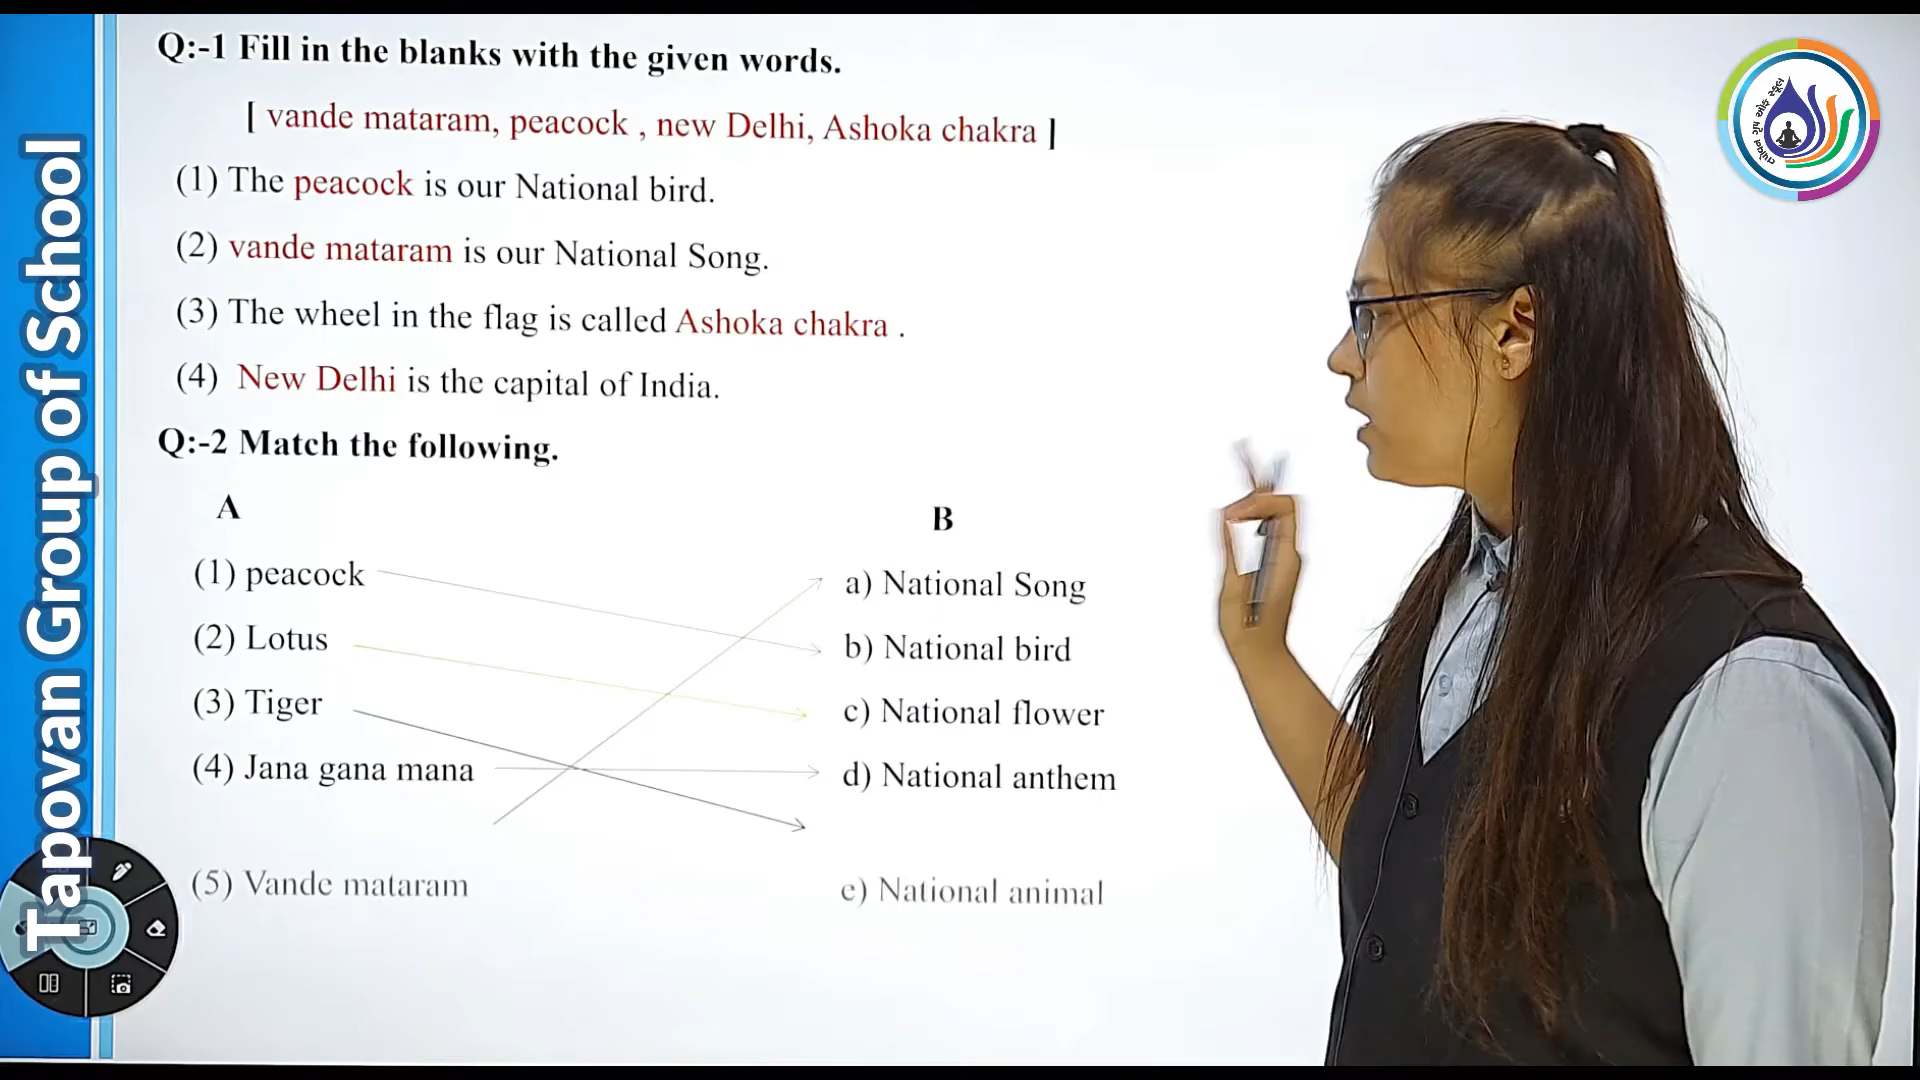 Q:-1 Fill in the blanks with the given words.
[ vande mataram, peacock , new Delhi, Ashoka chakra ]
(1) The peacock is our National bird.
(2) vande mataram is our National Song.
(3) The wheel in the flag is called Ashoka chakra .
(4) New Delhi is the capital of India.
Q:-2 Match the following.
A
B
(1) peacock
a) National Song
(2) Lotus
b) National bird
(3) Tiger
c) National flower
(4) Jana gana mana
d) National anthem
(5) Vande mataram
e) National animal
Tapovan Group of School